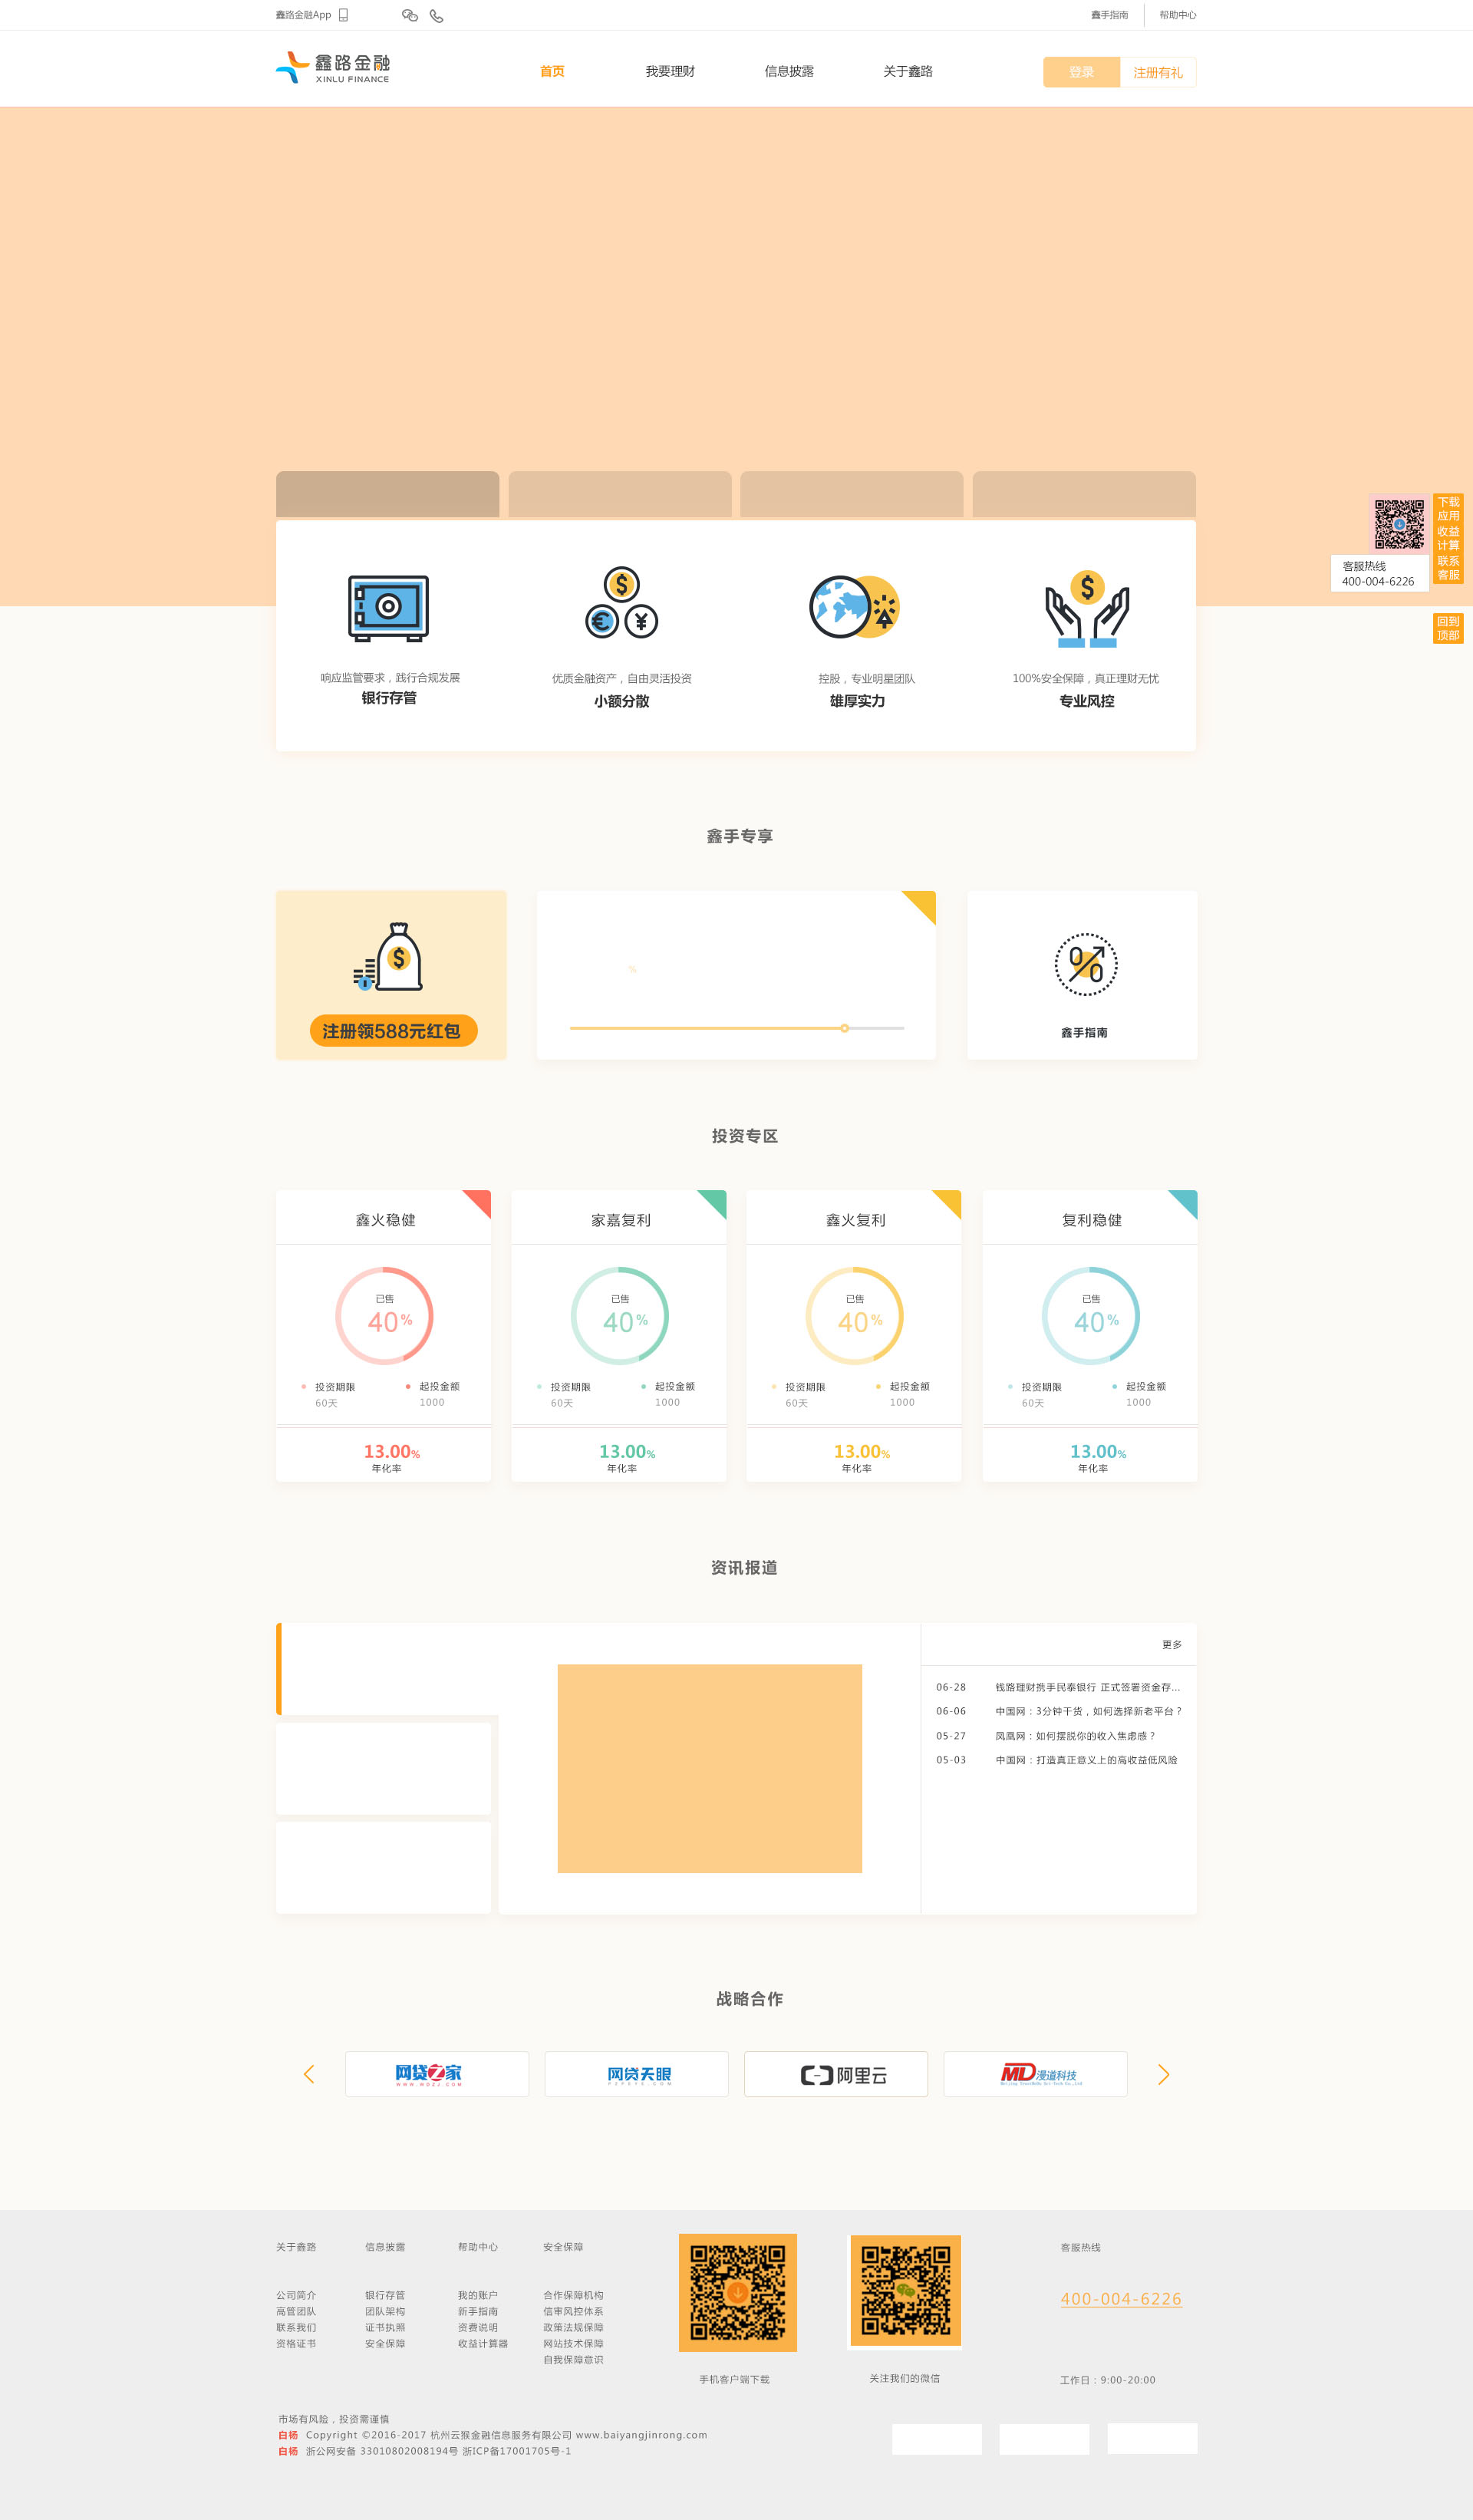 鑫路金融App
鑫手指南
帮助中心
鑫路金融
XINLU FINANCE
首页
我要理财
信息披露
关于鑫路
登录
注册有礼
下载
应用
收益
计算
联系
客服
客服热线
400-004-6226
回到
顶部
响应监管要求，践行合规发展
银行存管
优质金融资产，自由灵活投资
小额分散
控股，专业明星团队
雄厚实力
100%安全保障，真正理财无忧
专业风控
鑫手专享
注册领588元红包
%
鑫手指南
投资专区
鑫火稳健
已售
40%
投资期限
起投金额
60天
1000
13.00%
年化率
家嘉复利
已售
40%
投资期限
起投金额
60天
1000
13.00%
年化率
鑫火复利
已售
40%
投资期限
起投金额
60天
1000
13.00%
年化率
复利稳健
已售
40%
投资期限
起投金额
60天
1000
13.00%
年化率
资讯报道
更多
06-28 钱路理财携手民泰银行 正式签署资金存...
06-06 中国网：3分钟干货，如何选择新老平台？
05-27 凤凰网：如何摆脱你的收入焦虑感？
05-03 中国网：打造真正意义上的高收益低风险
战略合作
网贷之家
WWW.WDZJ.COM
网贷天眼
阿里云
MD漫道科技
关于鑫路
公司简介
高管团队
联系我们
资格证书
信息披露
银行存管
团队架构
证书执照
安全保障
帮助中心
我的账户
新手指南
资费说明
收益计算器
安全保障
合作保障机构
信审风控体系
政策法规保障
网站技术保障
自我保障意识
手机客户端下载
关注我们的微信
客服热线
400-004-6226
工作日：9:00-20:00
市场有风险，投资需谨慎
白杨 Copyright ©2016-2017 杭州云猴金融信息服务有限公司 www.baiyangjinrong.com
白杨 浙公网安备 33010802008194号 浙ICP备17001705号-1